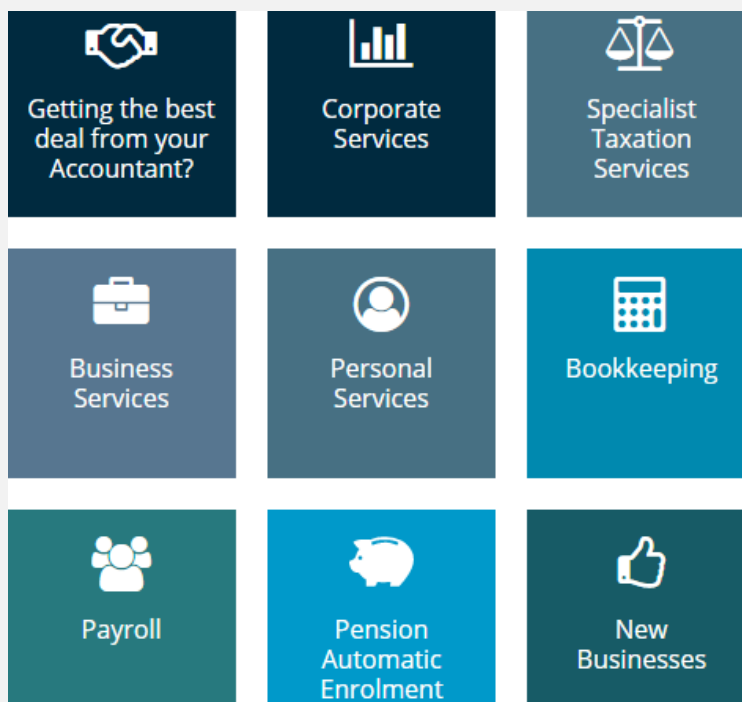 Getting the best
deal from your
Accountant?
Corporate
Services
Specialist
Taxation
Services
Business
Services
Personal
Services
Bookkeeping
Payroll
Pension
Automatic
Enrolment
New
Businesses